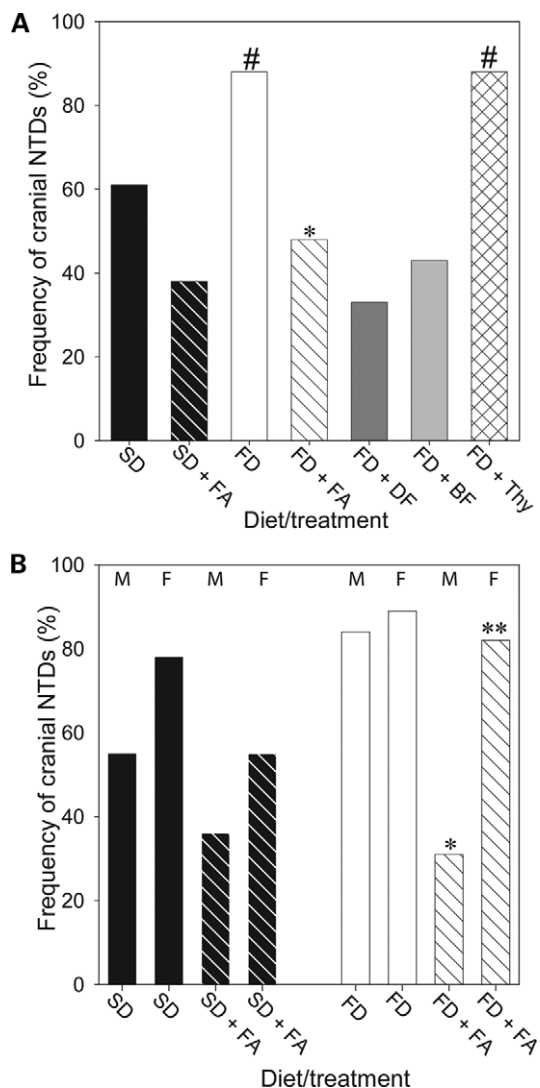 A
Frequency of cranial NTDs (%)
100
80
60
40
20
0
#
*
#
SD
SD + FA
FD
FD + FA
FD + DF
FD + BF
FD + Thy
Diet/treatment
B
Frequency of cranial NTDs (%)
100
80
60
40
20
0
M F M F M F M F
*
**
SD
SD
SD + FA
SD + FA
FD
FD
FD + FA
FD + FA
Diet/treatment